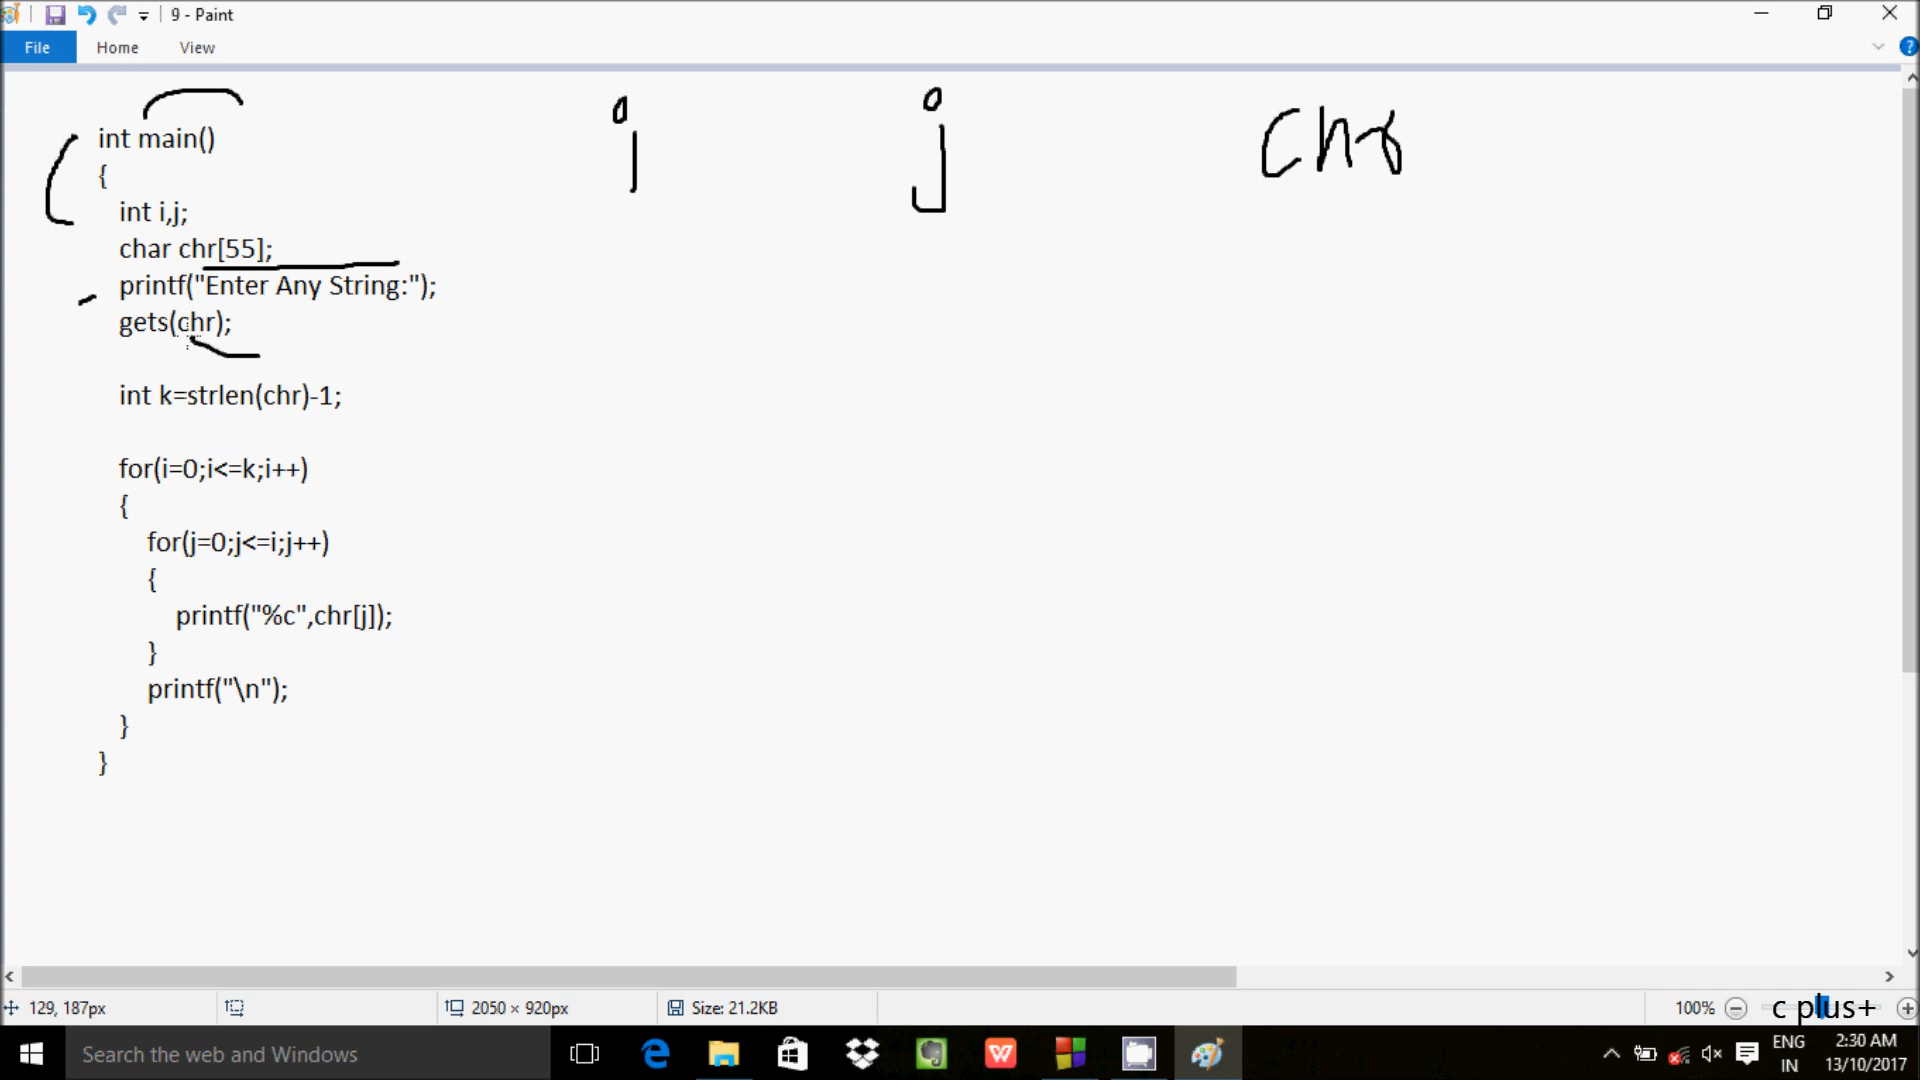 9 - Paint
File Home View
i j chr
int main()
{
int i,j;
char chr[55];
printf("Enter Any String:");
gets(chr);
int k=strlen(chr)-1;
for(i=0;i<=k;i++)
{
for(j=0;j<=i;j++)
{
printf("%c",chr[j]);
}
printf("\n");
}
}
129, 187px 2050 × 920px Size: 21.2KB 100%
c plus+
Search the web and Windows
ENG
IN
2:30 AM
13/10/2017